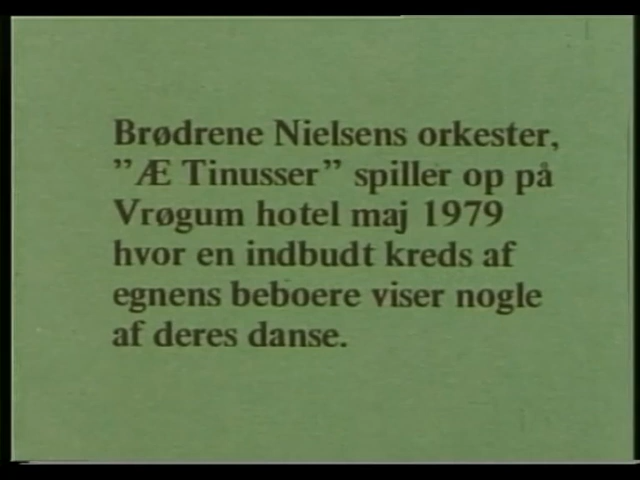 Brødrene Nielsens orkester,
”Æ Tinusser” spiller op på
Vrøgum hotel maj 1979
hvor en indbudt kreds af
egnens beboere viser nogle
af deres danse.